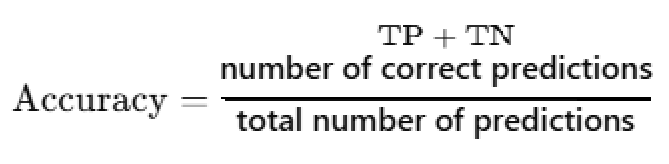 TP + TN
number of correct predictions
Accuracy =
total number of predictions